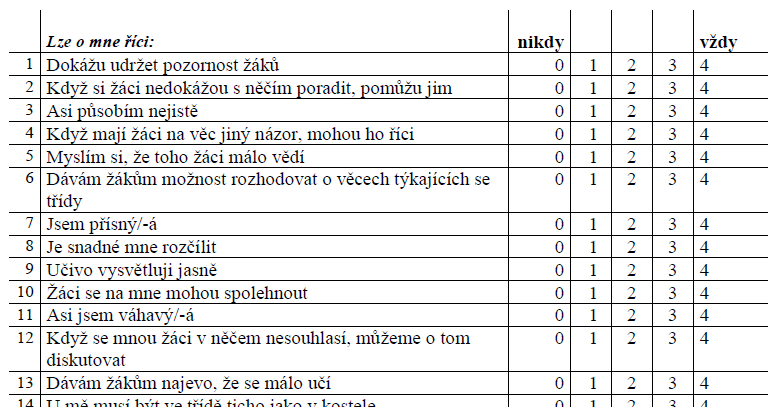 Lze o mne říci: nikdy vždy
1 Dokážu udržet pozornost žáků 0 1 2 3 4
2 Když si žáci nedokážou s něčím poradit, pomůžu jim 0 1 2 3 4
3 Asi působím nejistě 0 1 2 3 4
4 Když mají žáci na věc jiný názor, mohou ho říci 0 1 2 3 4
5 Myslím si, že toho žáci málo vědí 0 1 2 3 4
6 Dávám žákům možnost rozhodovat o věcech týkajících se 0 1 2 3 4
třídy
7 Jsem přísný/-á 0 1 2 3 4
8 Je snadné mne rozčílit 0 1 2 3 4
9 Učivo vysvětluji jasně 0 1 2 3 4
10 Žáci se na mne mohou spolehnout 0 1 2 3 4
11 Asi jsem váhavý/-á 0 1 2 3 4
12 Když se mnou žáci v něčem nesouhlasí, můžeme o tom 0 1 2 3 4
diskutovat
13 Dávám žákům najevo, že se málo učí 0 1 2 3 4
14 U mě musí být ve třídě ticho jako v kostele 0 1 2 3 4